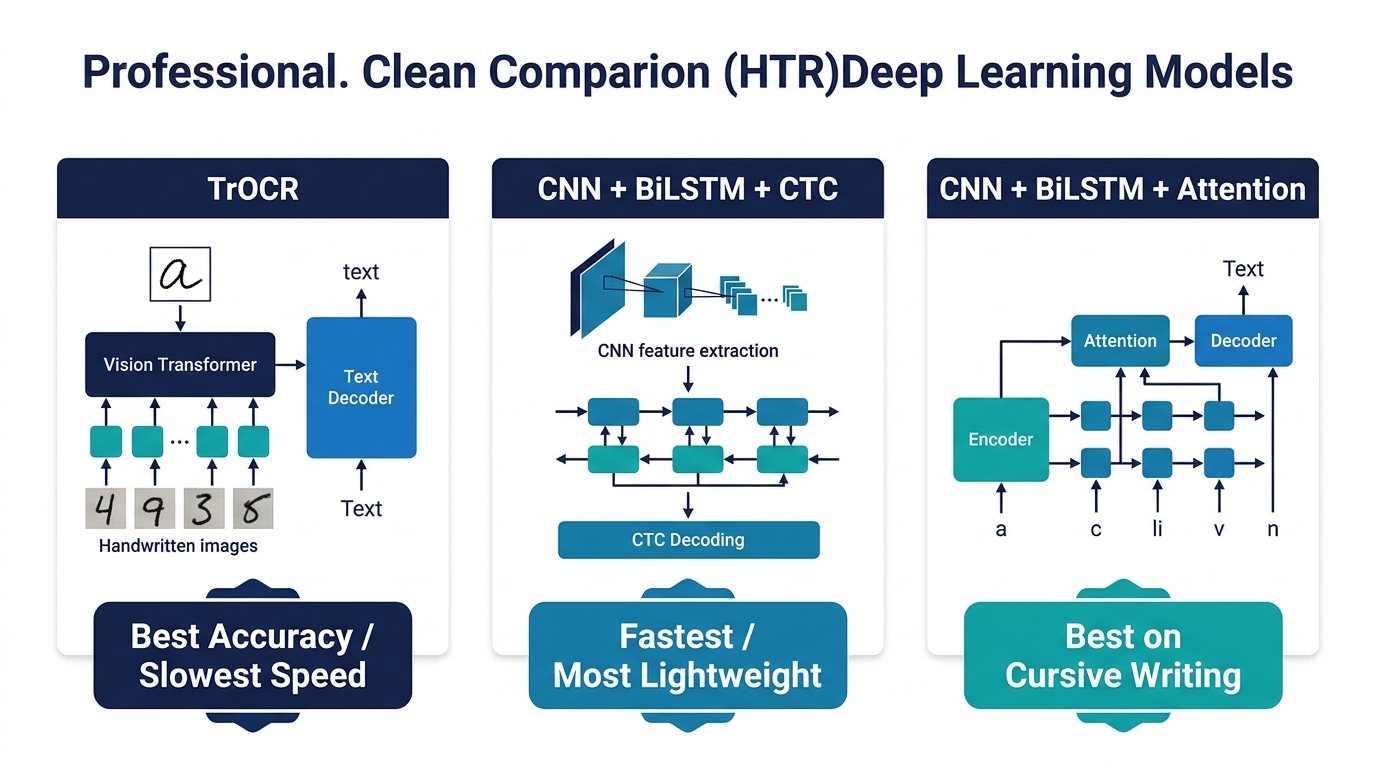 Professional. Clean Comparion (HTR)Deep Learning Models
TrOCR
a
text
Vision Transformer
Text
Decoder
...
4 9 3 8
Text
Handwritten images
Best Accuracy /
Slowest Speed
CNN + BiLSTM + CTC
...
CNN feature extraction
CTC Decoding
Fastest /
Most Lightweight
CNN + BiLSTM + Attention
Text
Attention
Decoder
Encoder
a c li v n
Best on
Cursive Writing